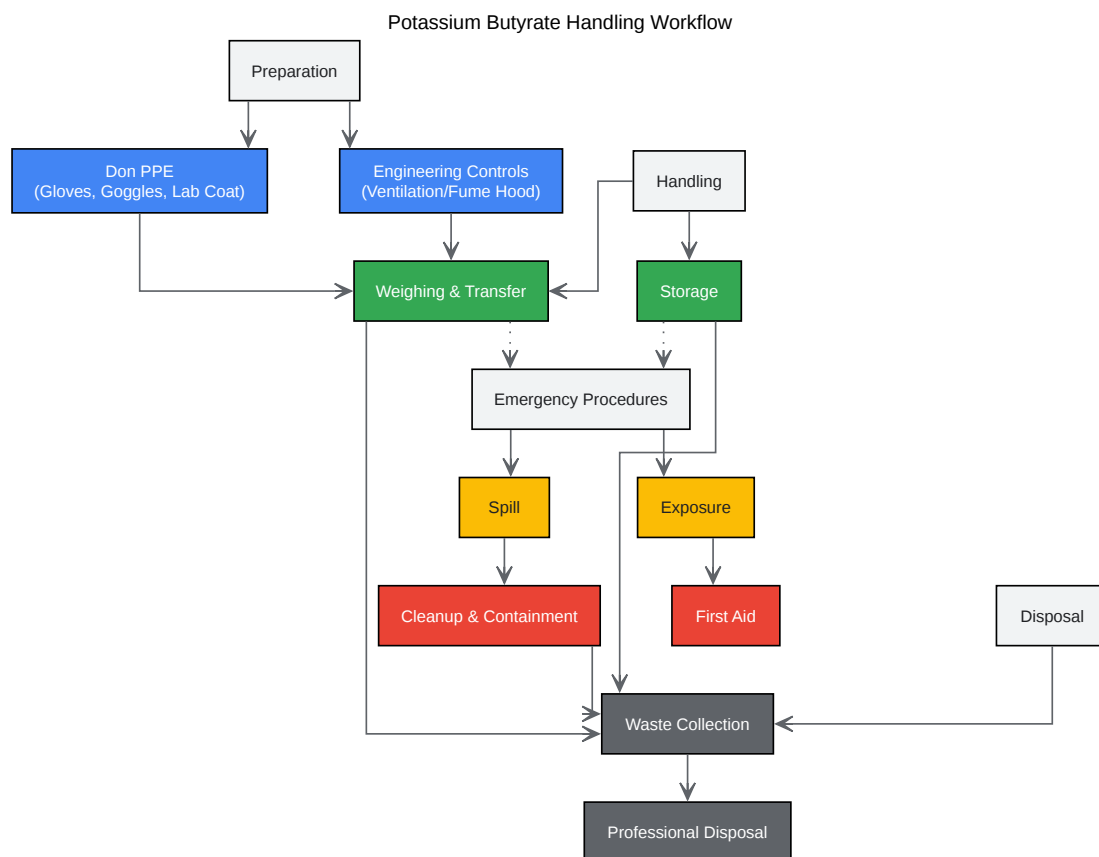 Potassium Butyrate Handling Workflow
Preparation
Don PPE
(Gloves, Goggles, Lab Coat)
Engineering Controls
(Ventilation/Fume Hood)
Handling
Weighing & Transfer
Storage
Emergency Procedures
Spill
Exposure
Cleanup & Containment
First Aid
Disposal
Waste Collection
Professional Disposal